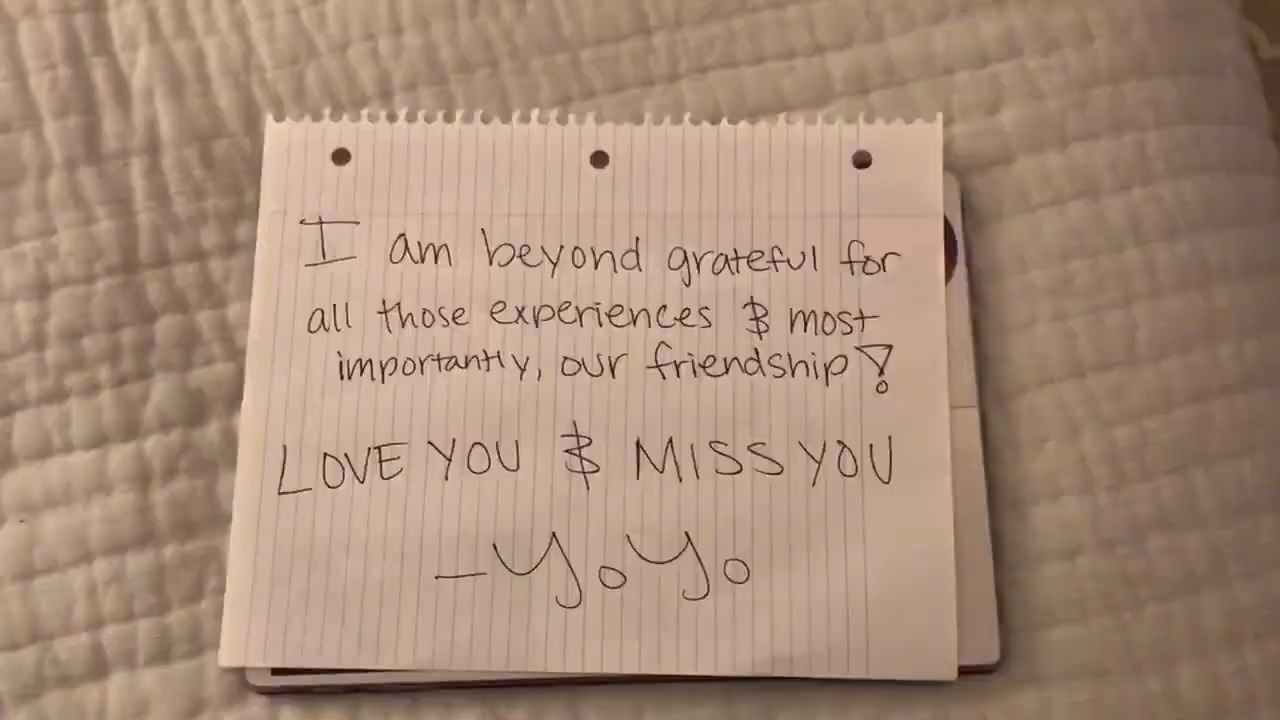 I am beyond grateful for
all those experiences & most
importantly, our friendship!
LOVE YOU & MISS YOU
- YoYo